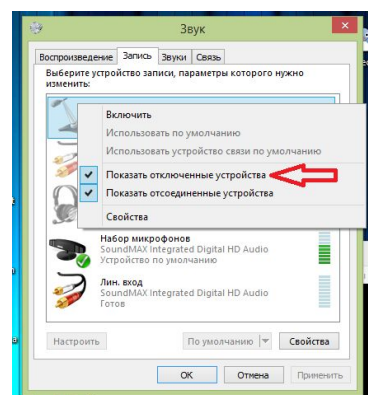 Звук
Воспроизведение Запись Звуки Связь
Выберите устройство записи, параметры которого нужно
изменить:
Включить
Использовать по умолчанию
Использовать устройство связи по умолчанию
Показать отключенные устройства
Показать отсоединенные устройства
Свойства
Набор микрофонов
SoundMAX Integrated Digital HD Audio
Устройство по умолчанию
Лин. вход
SoundMAX Integrated Digital HD Audio
Готов
Настроить По умолчанию Свойства
ОК Отмена Применить